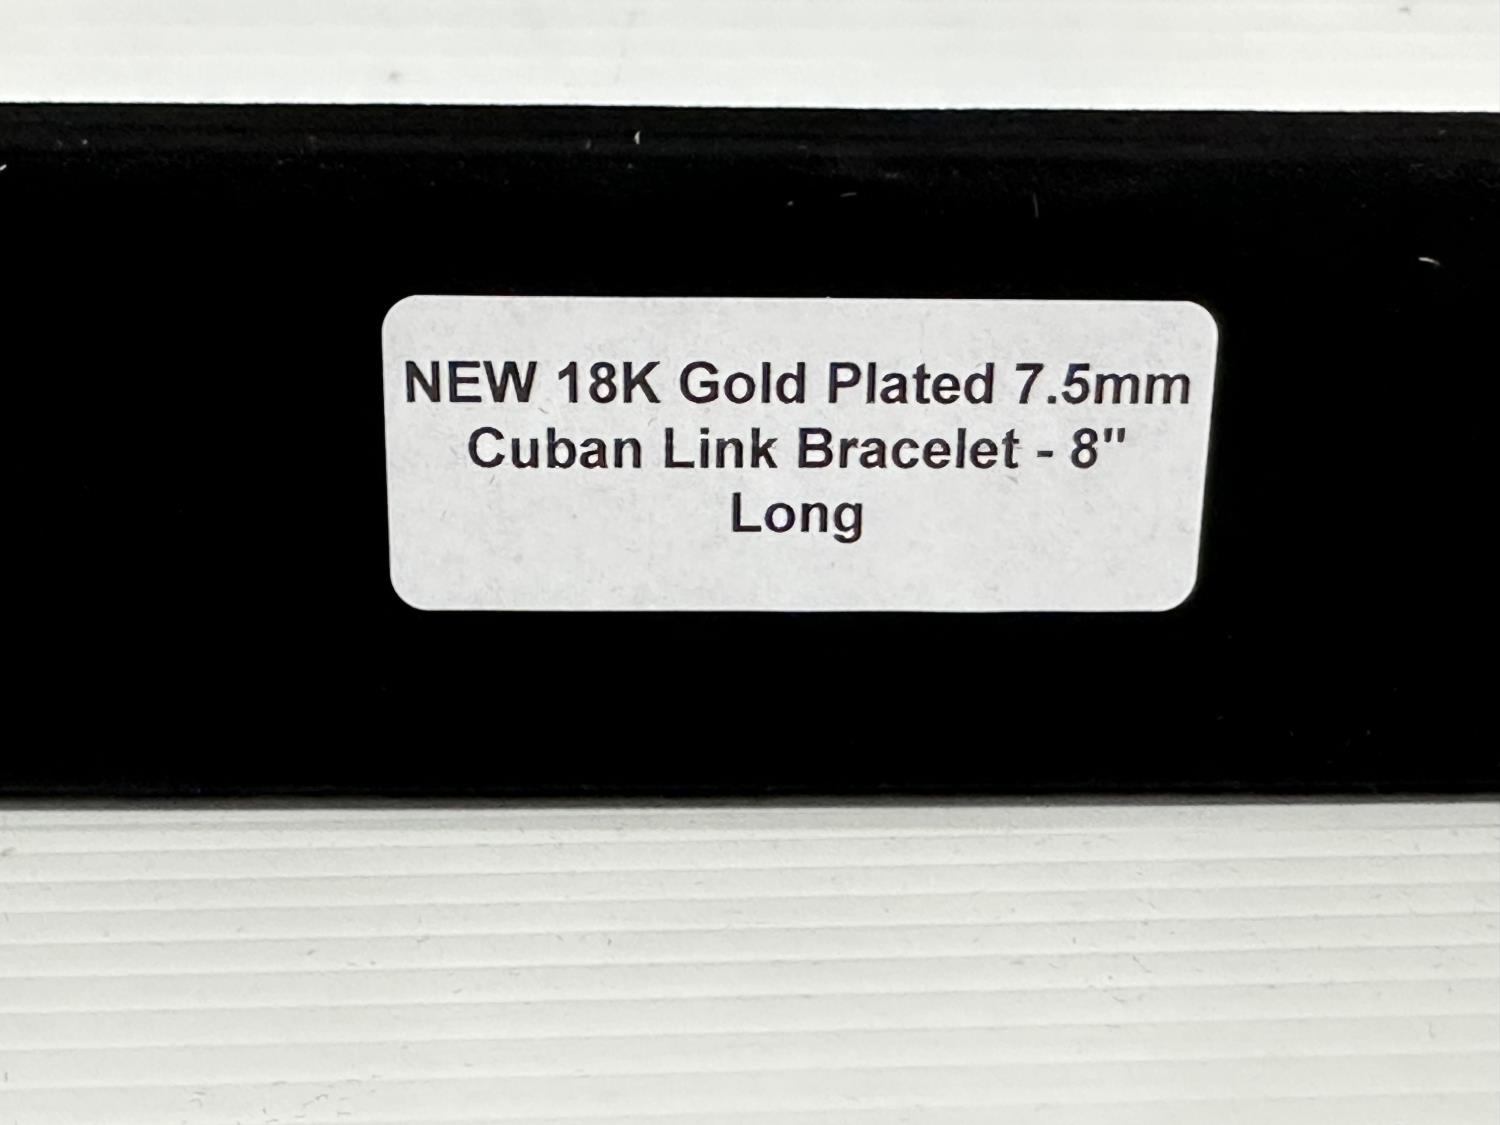 NEW 18K Gold Plated 7.5mm
Cuban Link Bracelet - 8"
Long